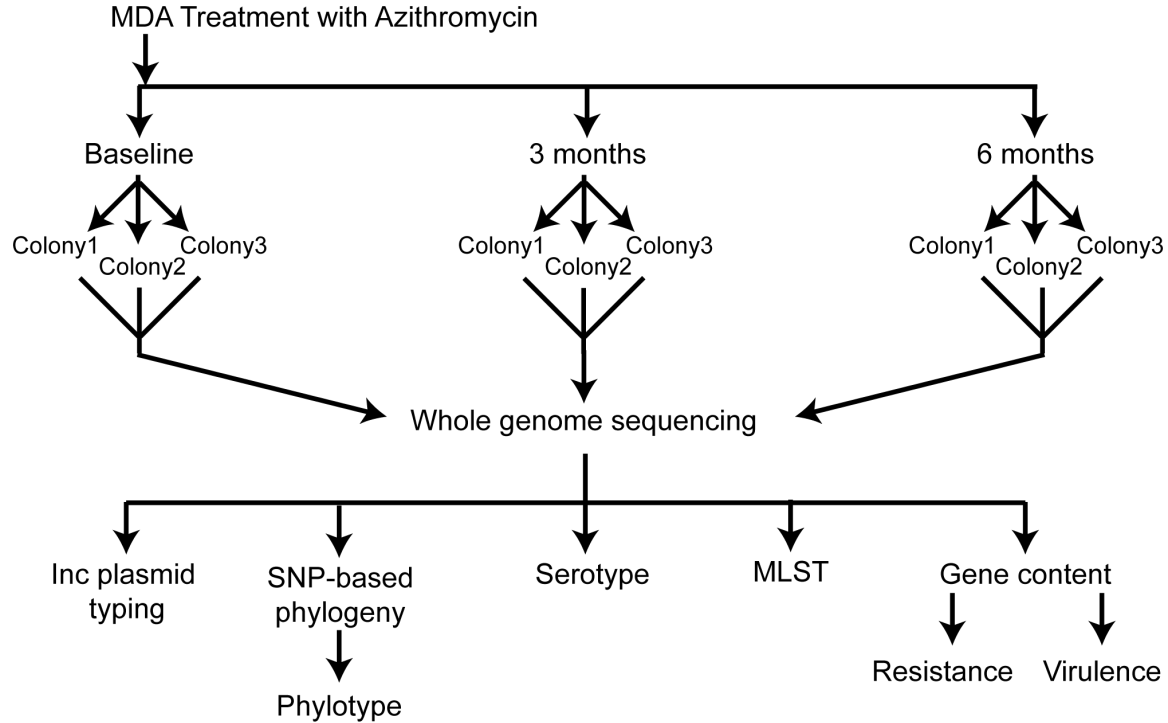 MDA Treatment with Azithromycin
Baseline
3 months
6 months
Colony1
Colony2
Colony3
Colony1
Colony2
Colony3
Colony1
Colony2
Colony3
Whole genome sequencing
Inc plasmid
typing
SNP-based
phylogeny
Phylotype
Serotype
MLST
Gene content
Resistance
Virulence